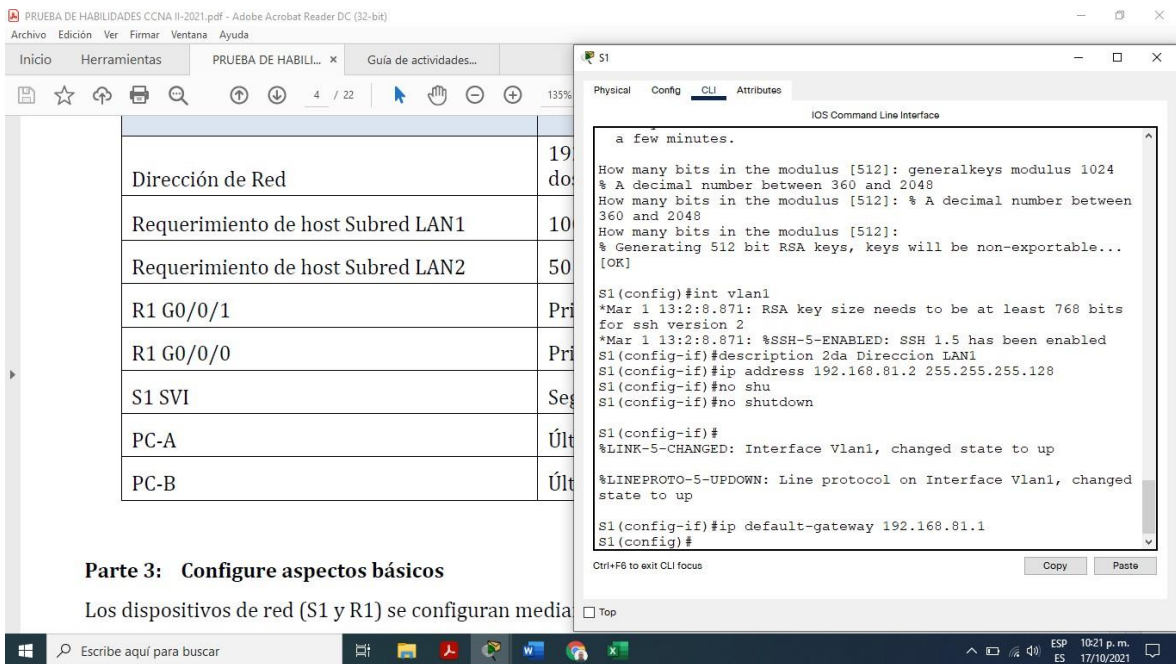 PRUEBA DE HABILIDADES CCNA II-2021.pdf - Adobe Acrobat Reader DC (32-bit)
Archivo Edición Ver Firmar Ventana Ayuda
Inicio Herramientas PRUEBA DE HABILI... × Guía de actividades...
4 / 22 135%
Dirección de Red
Requerimiento de host Subred LAN1 100
Requerimiento de host Subred LAN2 50
R1 G0/0/1
R1 G0/0/0
S1 SVI
PC-A
PC-B
Parte 3: Configure aspectos básicos
Los dispositivos de red (S1 y R1) se configuran
S1
Physical Config CLI Attributes
IOS Command Line Interface
a few minutes.
How many bits in the modulus [512]: generalkeys modulus 1024
% A decimal number between 360 and 2048
How many bits in the modulus [512]: % A decimal number between
360 and 2048
How many bits in the modulus [512]:
% Generating 512 bit RSA keys, keys will be non-exportable...
[OK]
S1(config)#int vlan1
*Mar 1 13:2:8.871: RSA key size needs to be at least 768 bits
for ssh version 2
*Mar 1 13:2:8.871: %SSH-5-ENABLED: SSH 1.5 has been enabled
S1(config-if)#description 2da Direccion LAN1
S1(config-if)#ip address 192.168.81.2 255.255.255.128
S1(config-if)#no shu
S1(config-if)#no shutdown
S1(config-if)#
%LINK-5-CHANGED: Interface Vlan1, changed state to up
%LINEPROTO-5-UPDOWN: Line protocol on Interface Vlan1, changed
state to up
S1(config-if)#ip default-gateway 192.168.81.1
S1(config)#
Ctrl+F6 to exit CLI focus Copy Paste
Top
Escribe aquí para buscar
ESP 10:21 p. m.
ES 17/10/2021